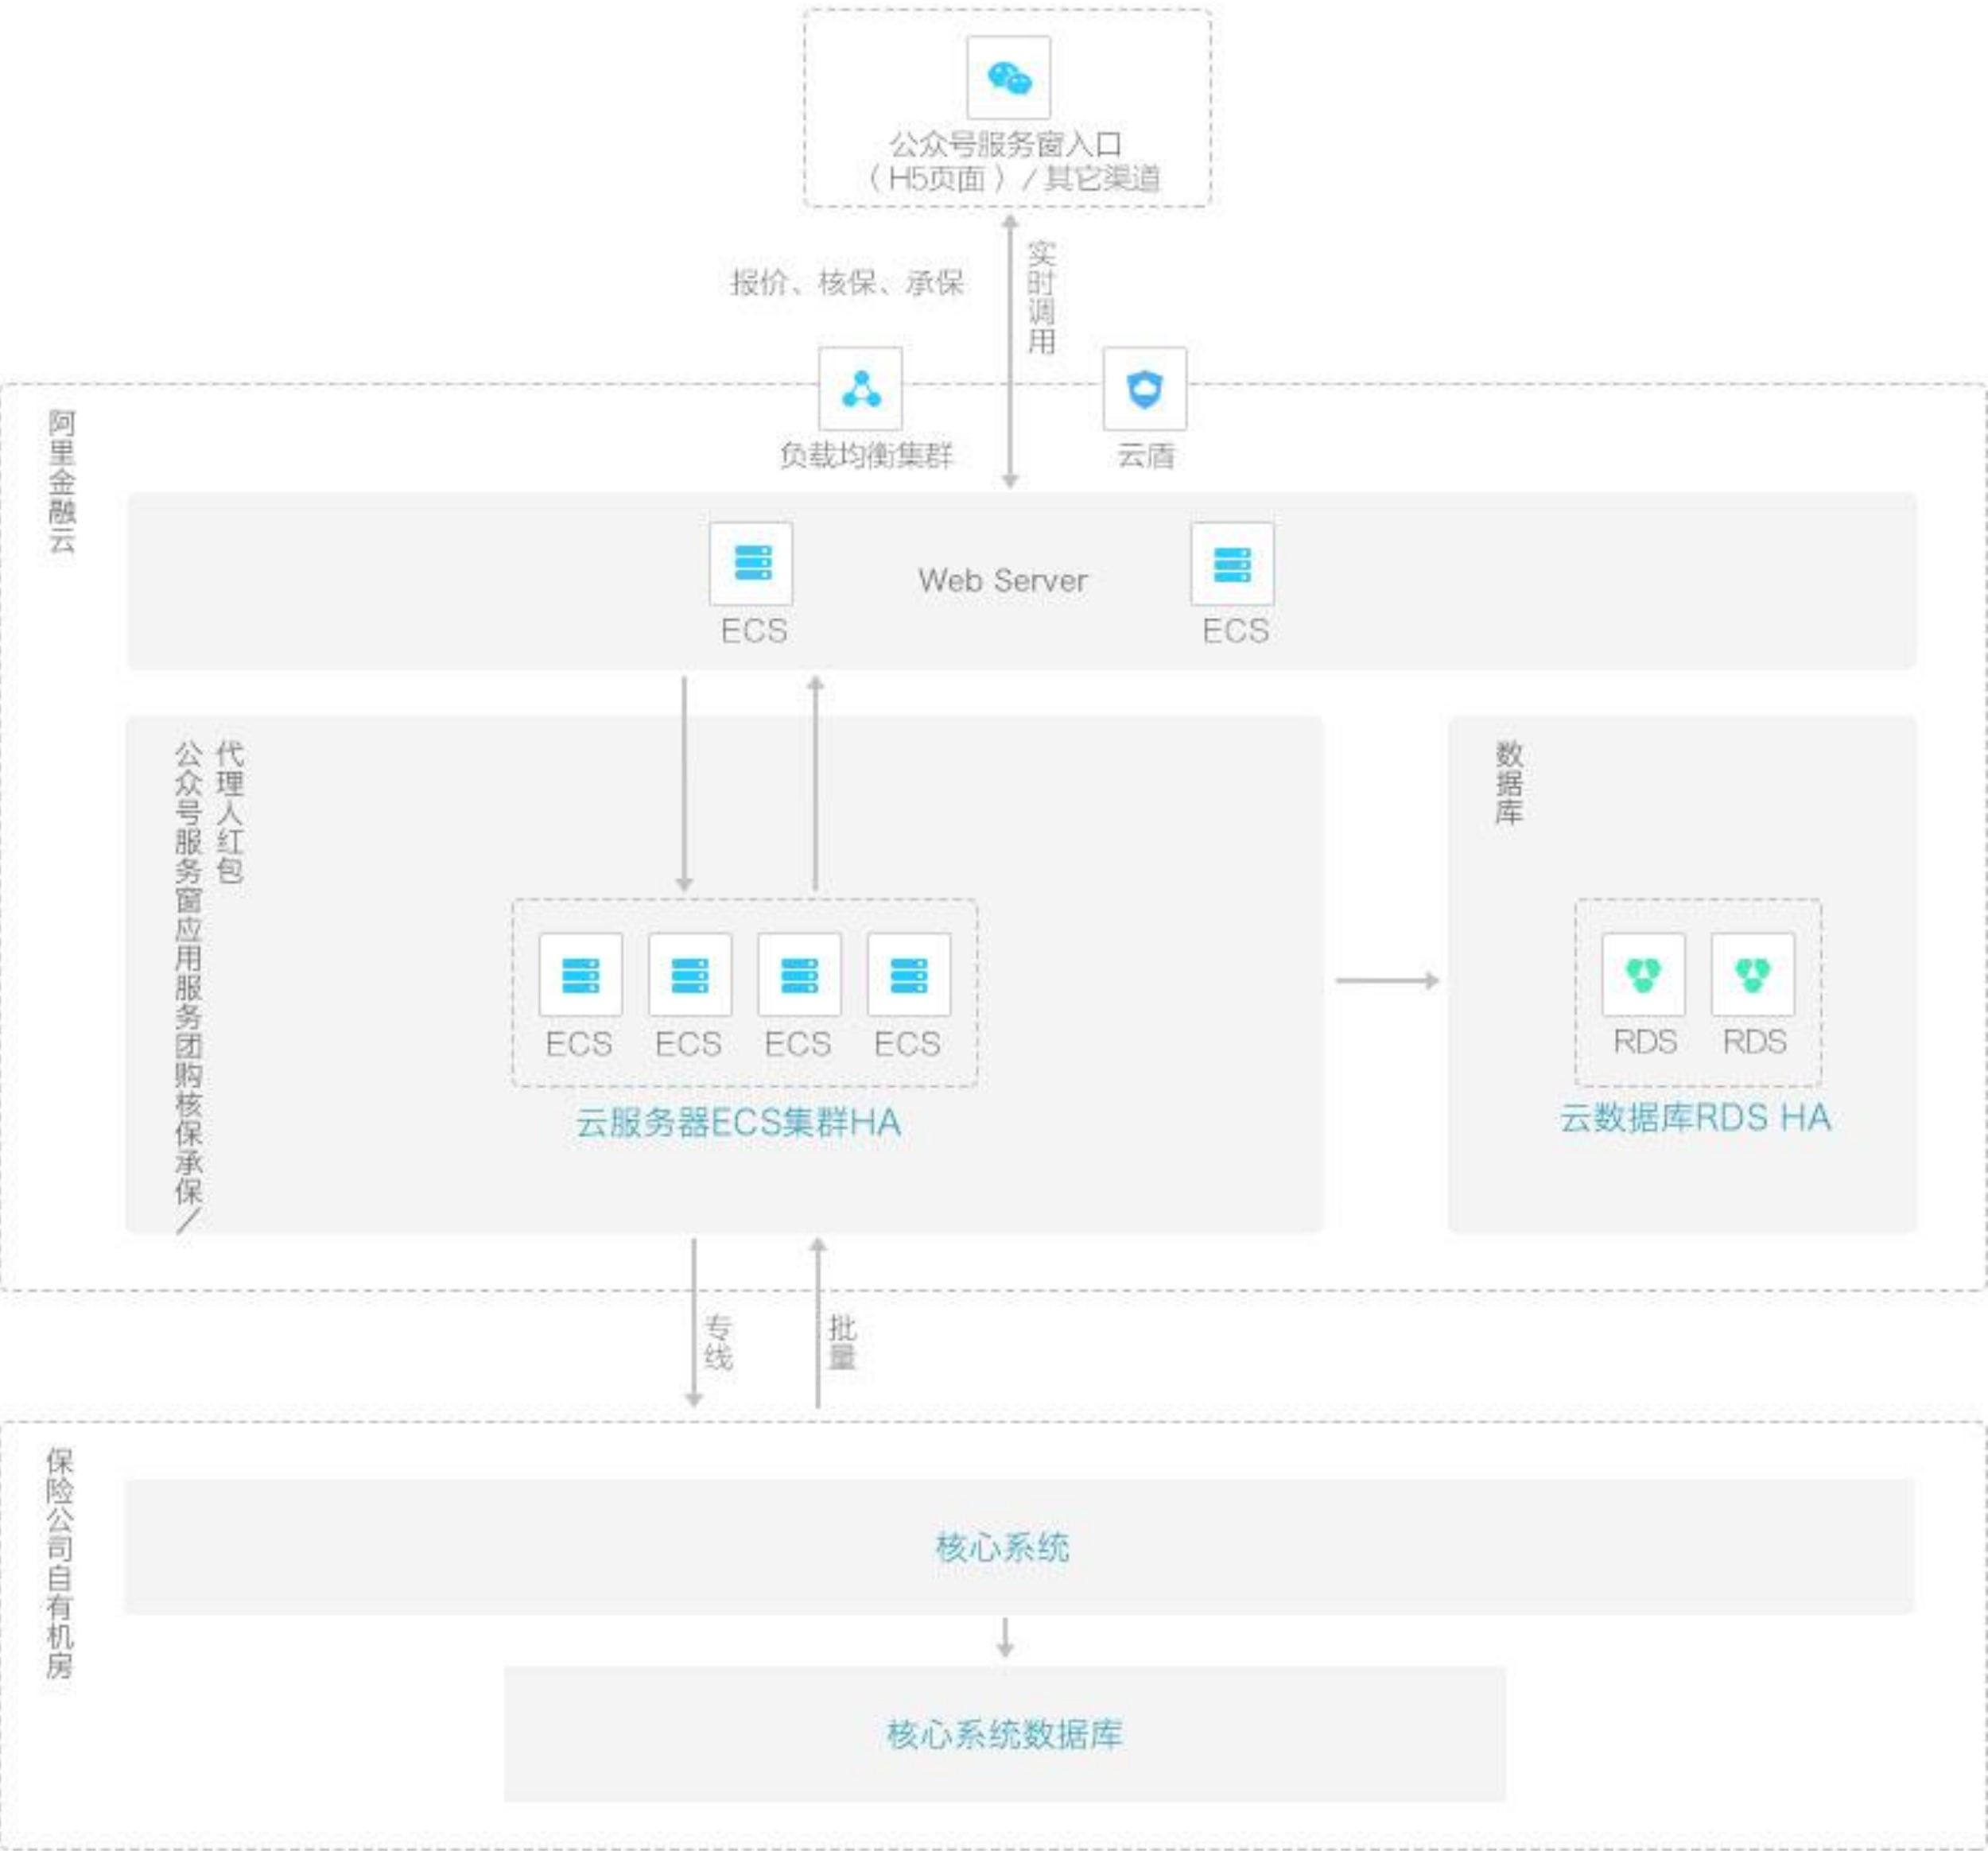 公众号服务窗入口
（H5页面）/ 其它渠道
报价、核保、承保
实时调用
负载均衡集群
云盾
阿里金融云
Web Server
ECS
ECS
公众号服务窗应用服务团购核保承保/
代理人红包
数据库
ECS
ECS
ECS
ECS
云服务器ECS集群HA
RDS
RDS
云数据库RDS HA
专线
批量
保险公司自有机房
核心系统
核心系统数据库